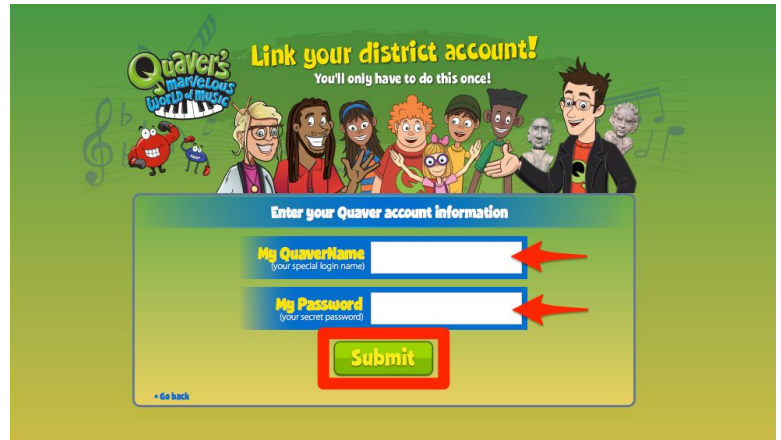 Quaver's
Marvelous
World of Music
Link your district account!
You'll only have to do this once!
Enter your Quaver account information
My QuaverName
(your special login name)
My Password
(your secret password)
Submit
◂ Go back